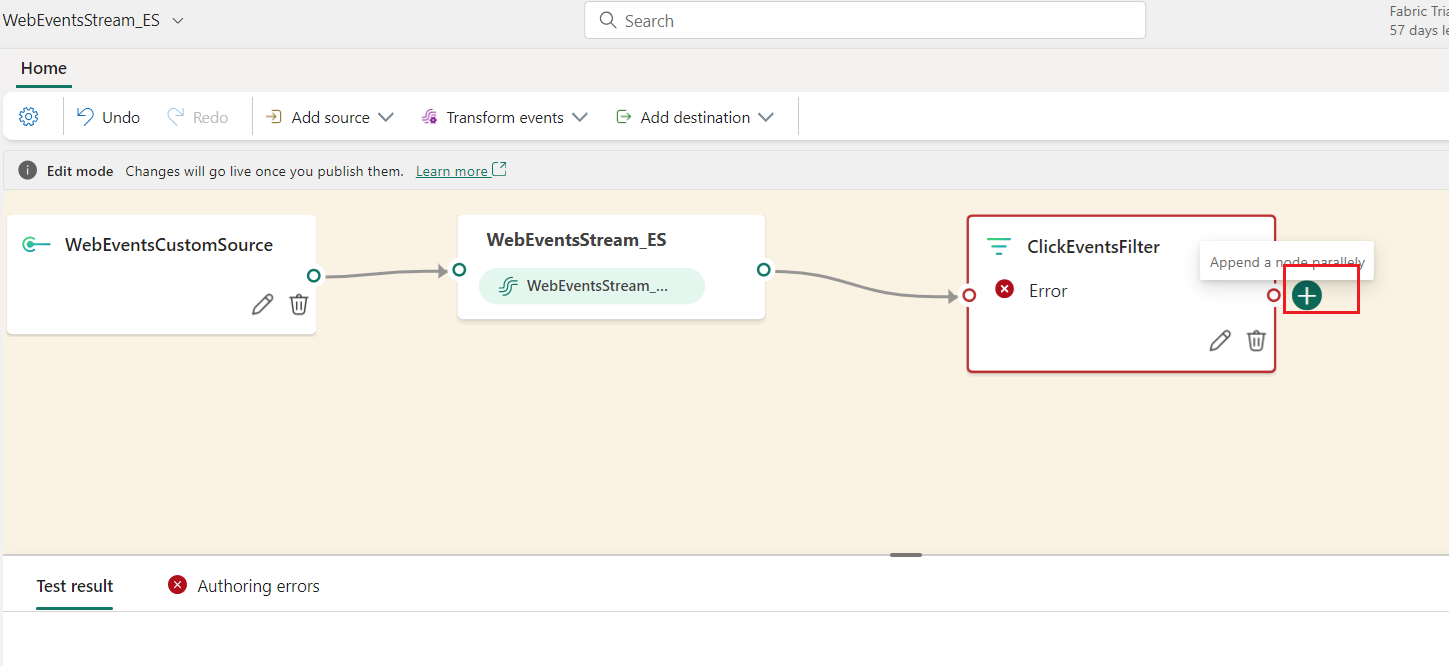 WebEventsStream_ES
Search
Fabric Tria
57 days le
Home
Undo
Redo
Add source
Transform events
Add destination
Edit mode Changes will go live once you publish them. Learn more
WebEventsCustomSource
WebEventsStream_ES
WebEventsStream_...
ClickEventsFilter
Error
Append a node parallely
Test result
Authoring errors